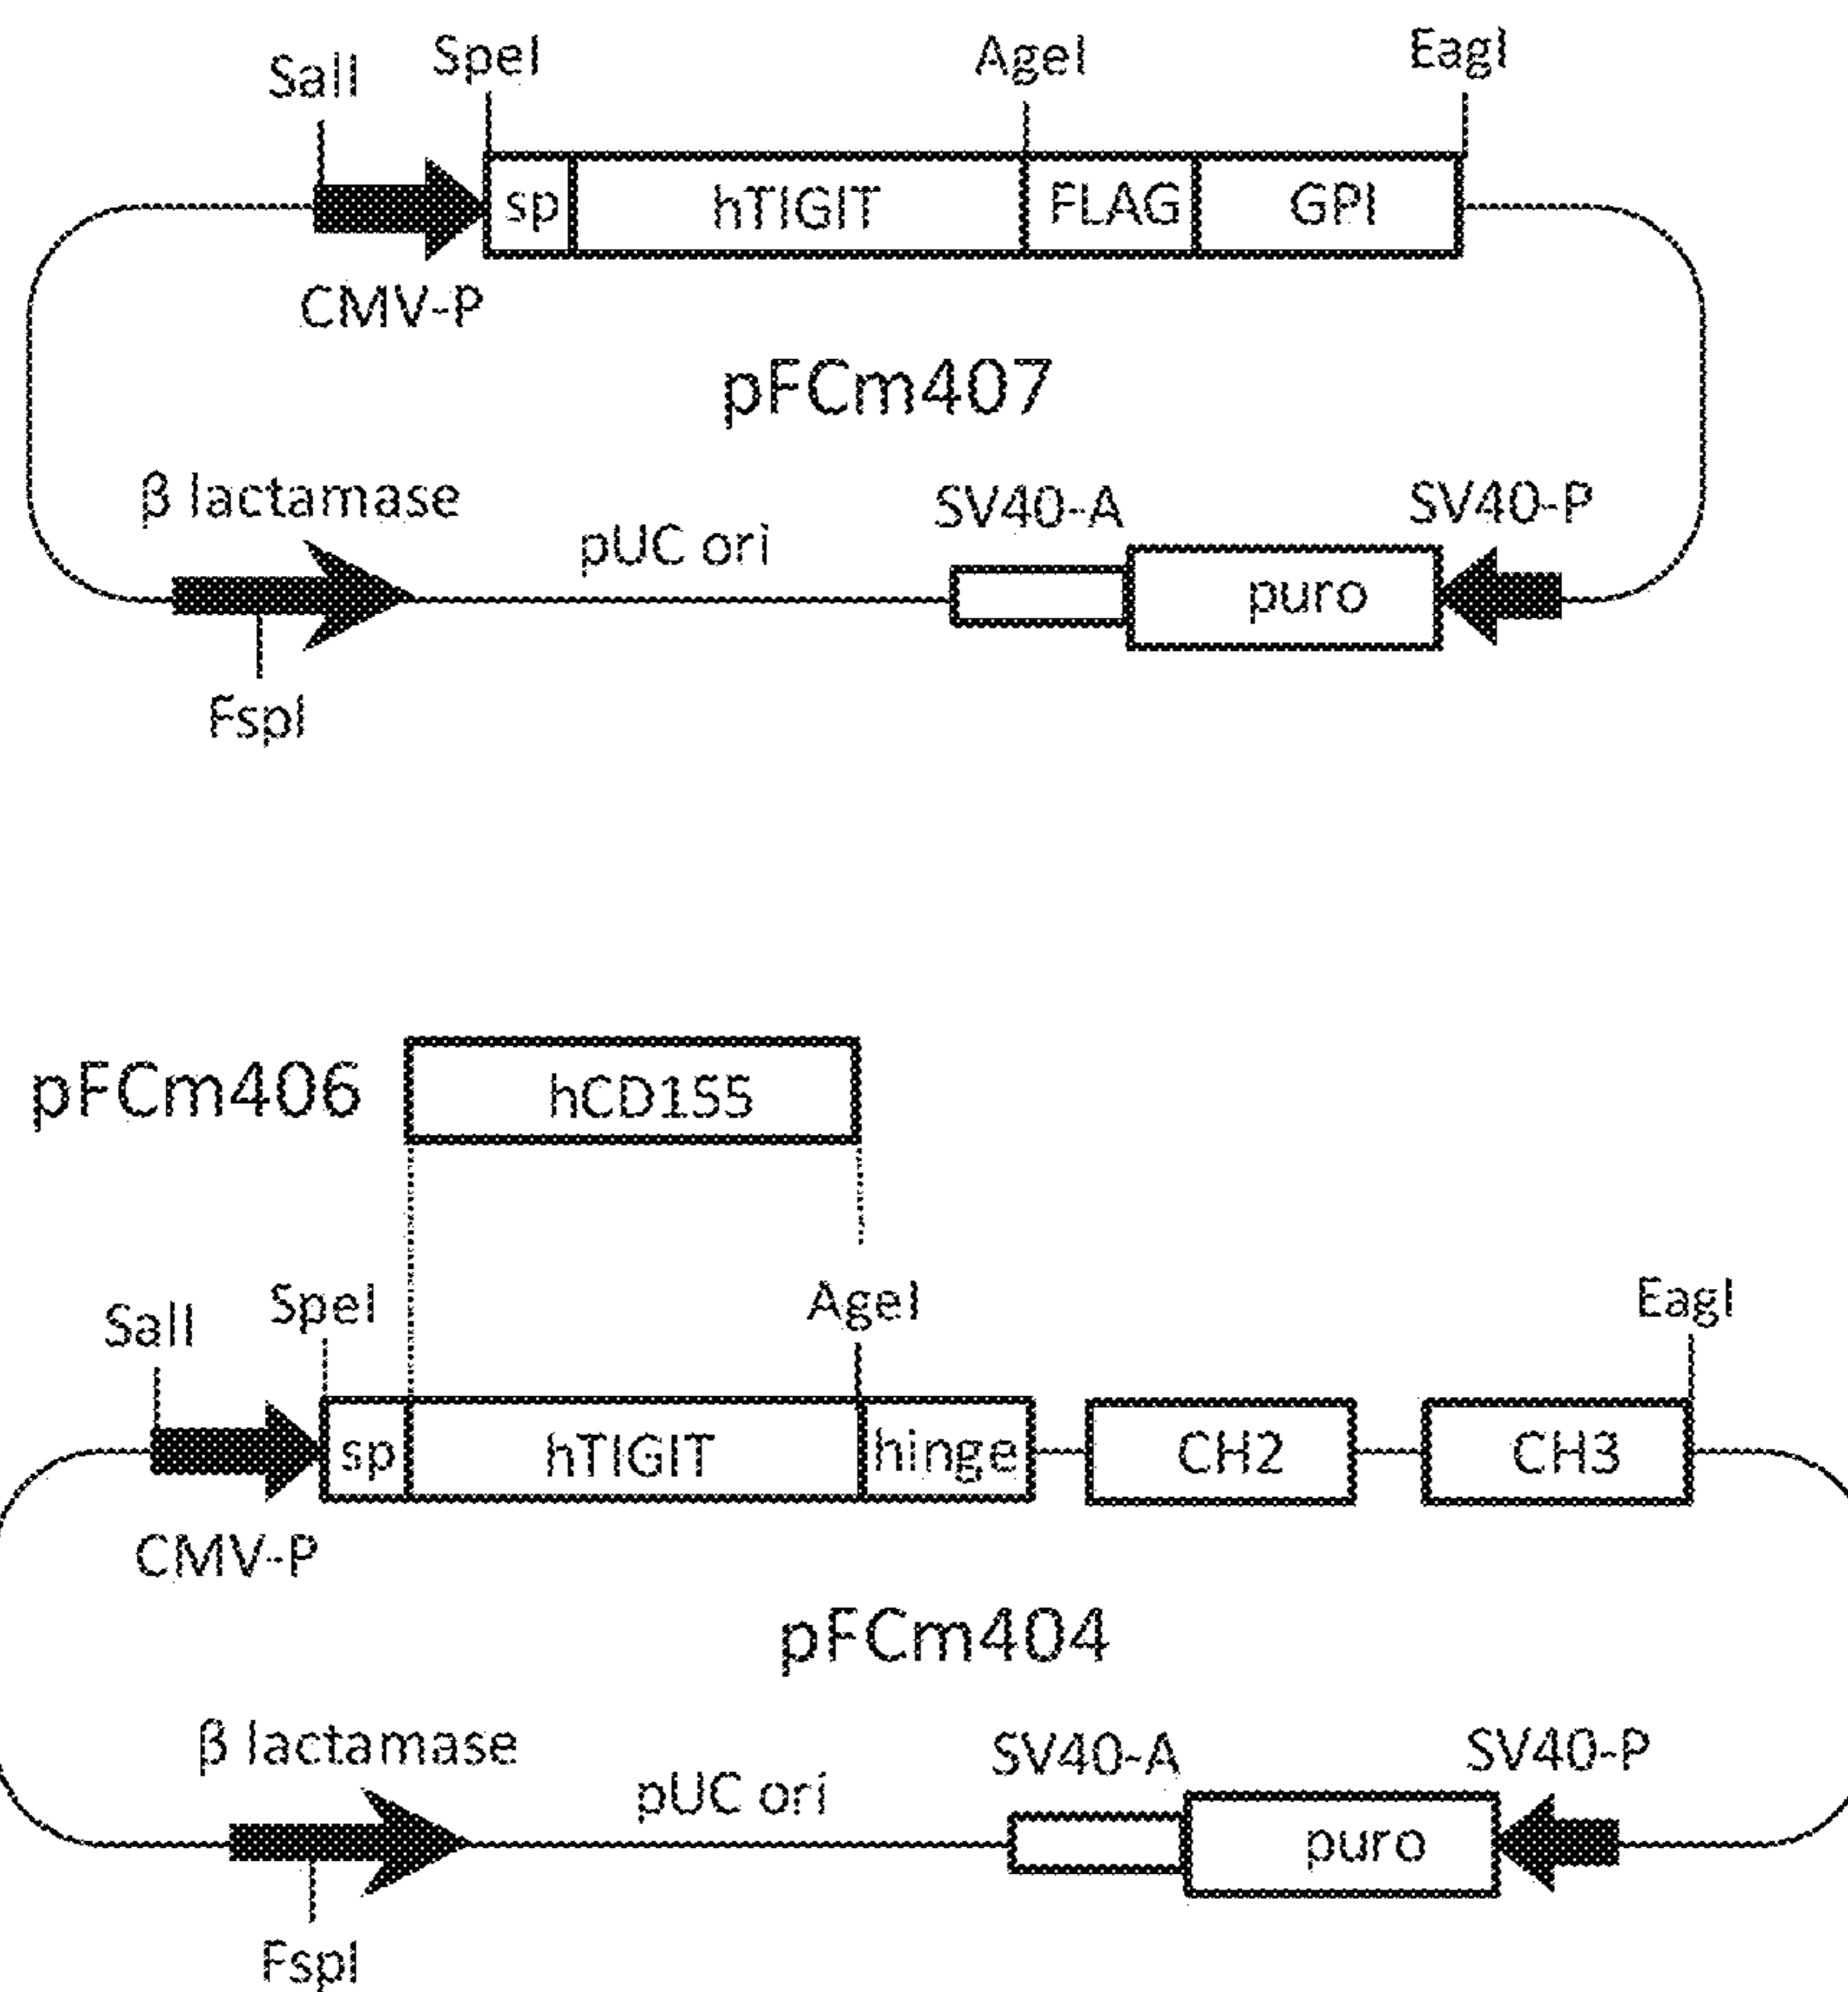 SalI SpeI AgeI EagI
sp hTIGIT FLAG GPI
CMV-P
pFCm407
β lactamase pUC ori SV40-A SV40-P
puro
FspI
pFCm406 hCD155
SalI SpeI AgeI EagI
sp hTIGIT hinge CH2 CH3
CMV-P
pFCm404
β lactamase pUC ori SV40-A SV40-P
puro
FspI